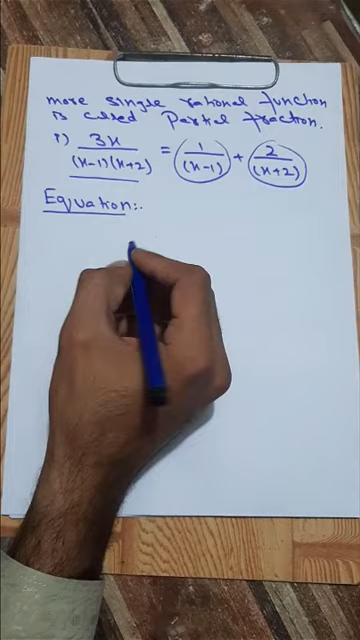 more single rational function
is called Partial fraction.
1) 3x/(x-1)(x+2) = 1/(x-1) + 2/(x+2)
Equation:.